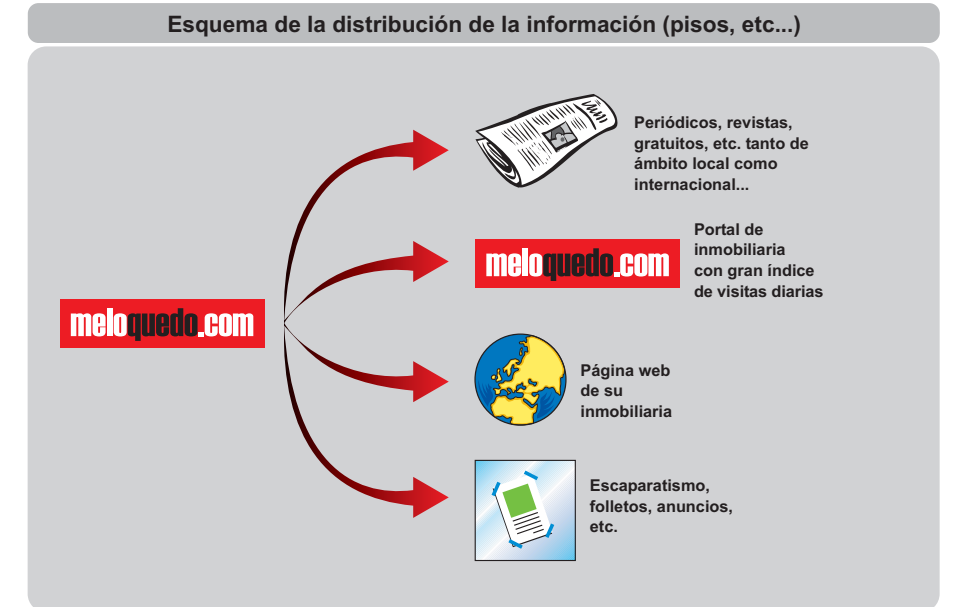 Esquema de la distribución de la información (pisos, etc...)
Periódicos, revistas,
gratuitos, etc. tanto de
ámbito local como
internacional...
meloquedo.com
Portal de
inmobiliaria
con gran índice
de visitas diarias
meloquedo.com
Página web
de su
inmobiliaria
Escaparatismo,
folletos, anuncios,
etc.